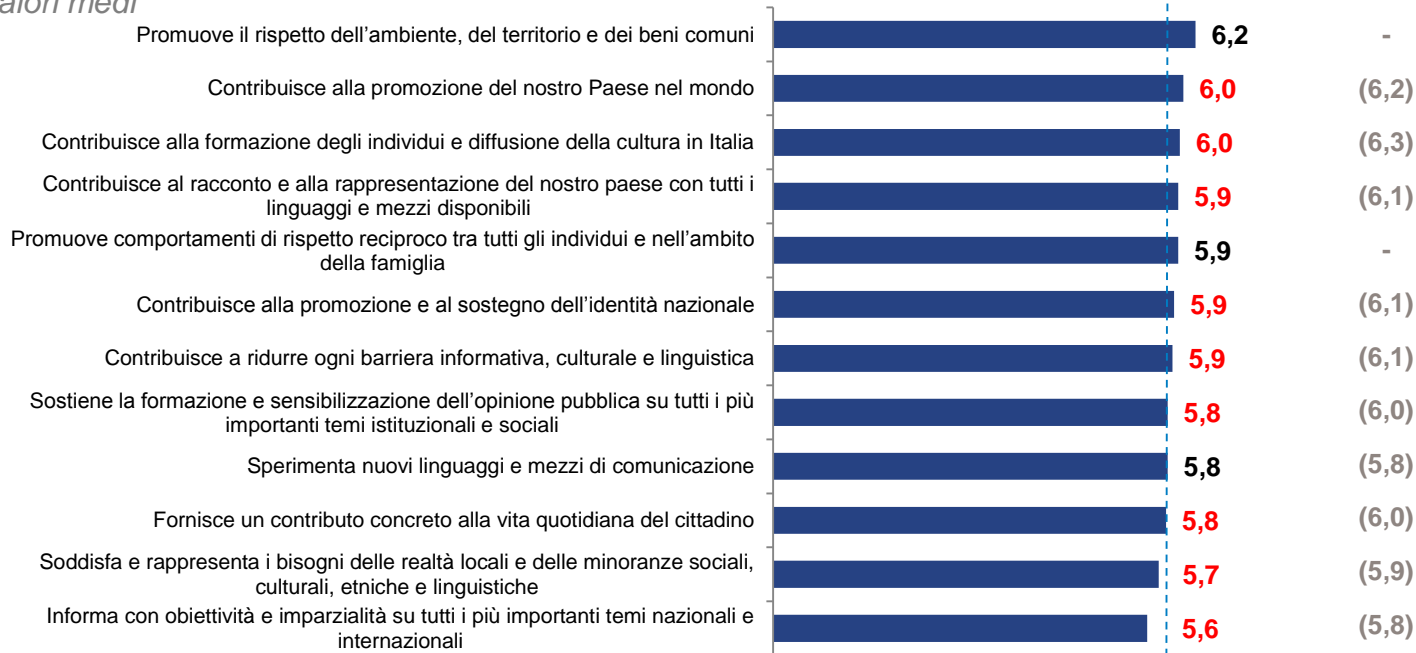 valori medi
Promuove il rispetto dell'ambiente, del territorio e dei beni comuni 6,2 -
Contribuisce alla promozione del nostro Paese nel mondo 6,0 (6,2)
Contribuisce alla formazione degli individui e diffusione della cultura in Italia 6,0 (6,3)
Contribuisce al racconto e alla rappresentazione del nostro paese con tutti i
linguaggi e mezzi disponibili 5,9 (6,1)
Promuove comportamenti di rispetto reciproco tra tutti gli individui e nell'ambito
della famiglia 5,9 -
Contribuisce alla promozione e al sostegno dell'identità nazionale 5,9 (6,1)
Contribuisce a ridurre ogni barriera informativa, culturale e linguistica 5,9 (6,1)
Sostiene la formazione e sensibilizzazione dell'opinione pubblica su tutti i più
importanti temi istituzionali e sociali 5,8 (6,0)
Sperimenta nuovi linguaggi e mezzi di comunicazione 5,8 (5,8)
Fornisce un contributo concreto alla vita quotidiana del cittadino 5,8 (6,0)
Soddisfa e rappresenta i bisogni delle realtà locali e delle minoranze sociali,
culturali, etniche e linguistiche 5,7 (5,9)
Informa con obiettività e imparzialità su tutti i più importanti temi nazionali e
internazionali 5,6 (5,8)